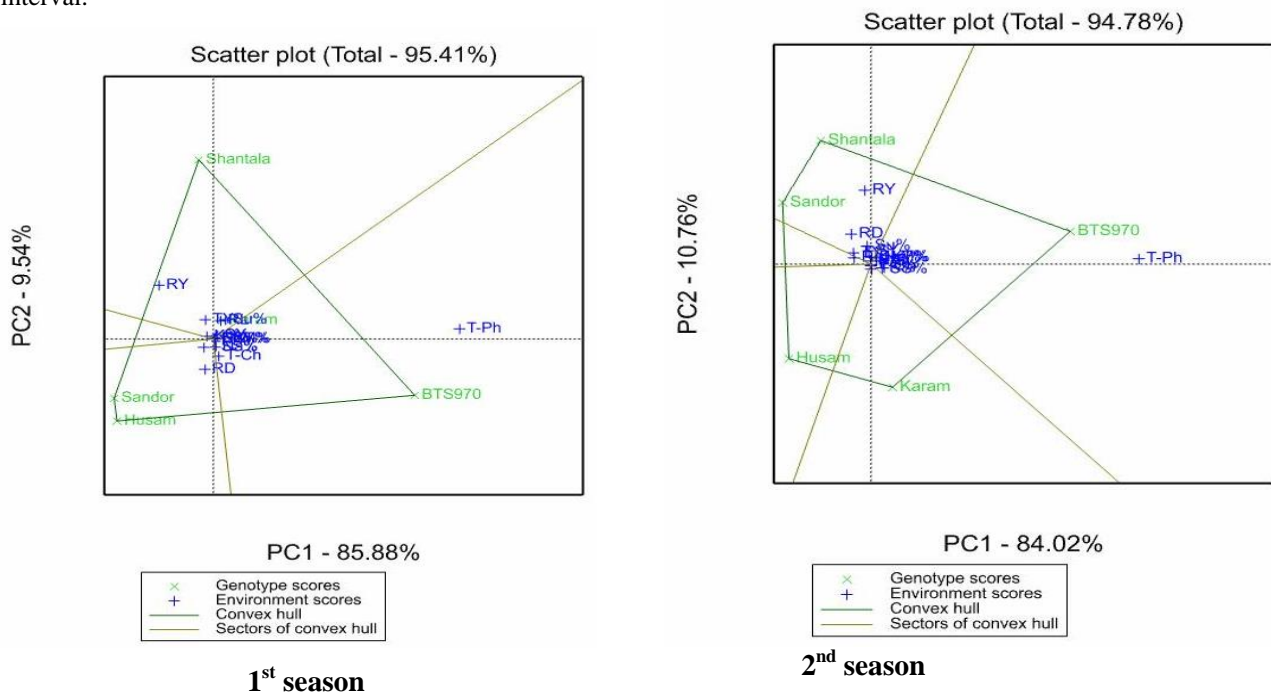 interval.
Scatter plot (Total - 95.41%)
Shantala
RY
T-Ph
T-Ch
RD
Sandor
BTS970
Husam
PC2 - 9.54%
PC1 - 85.88%
× Genotype scores
+ Environment scores
Convex hull
Sectors of convex hull
1st season
Scatter plot (Total - 94.78%)
Shantala
RY
Sandor
RD
BTS970
T-Ph
Husam
Karam
PC2 - 10.76%
PC1 - 84.02%
× Genotype scores
+ Environment scores
Convex hull
Sectors of convex hull
2nd season